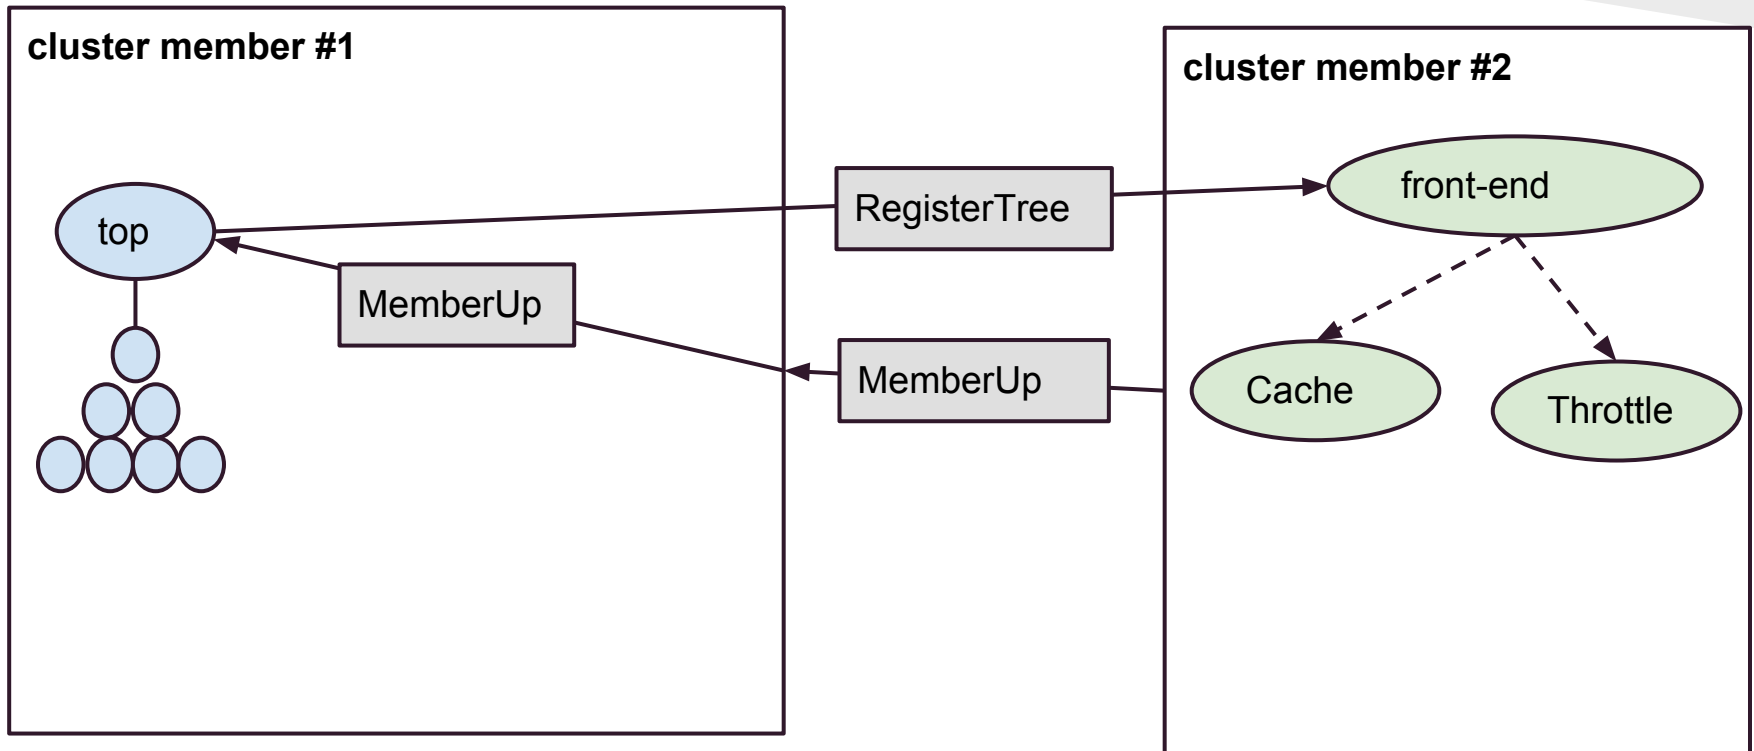 cluster member #1
cluster member #2
RegisterTree
front-end
top
MemberUp
MemberUp
Cache
Throttle